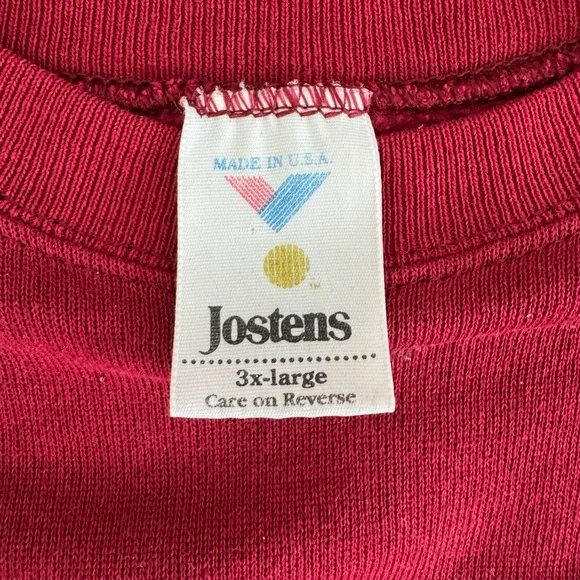 MADE IN U.S.A.
Jostens
3x-large
Care on Reverse